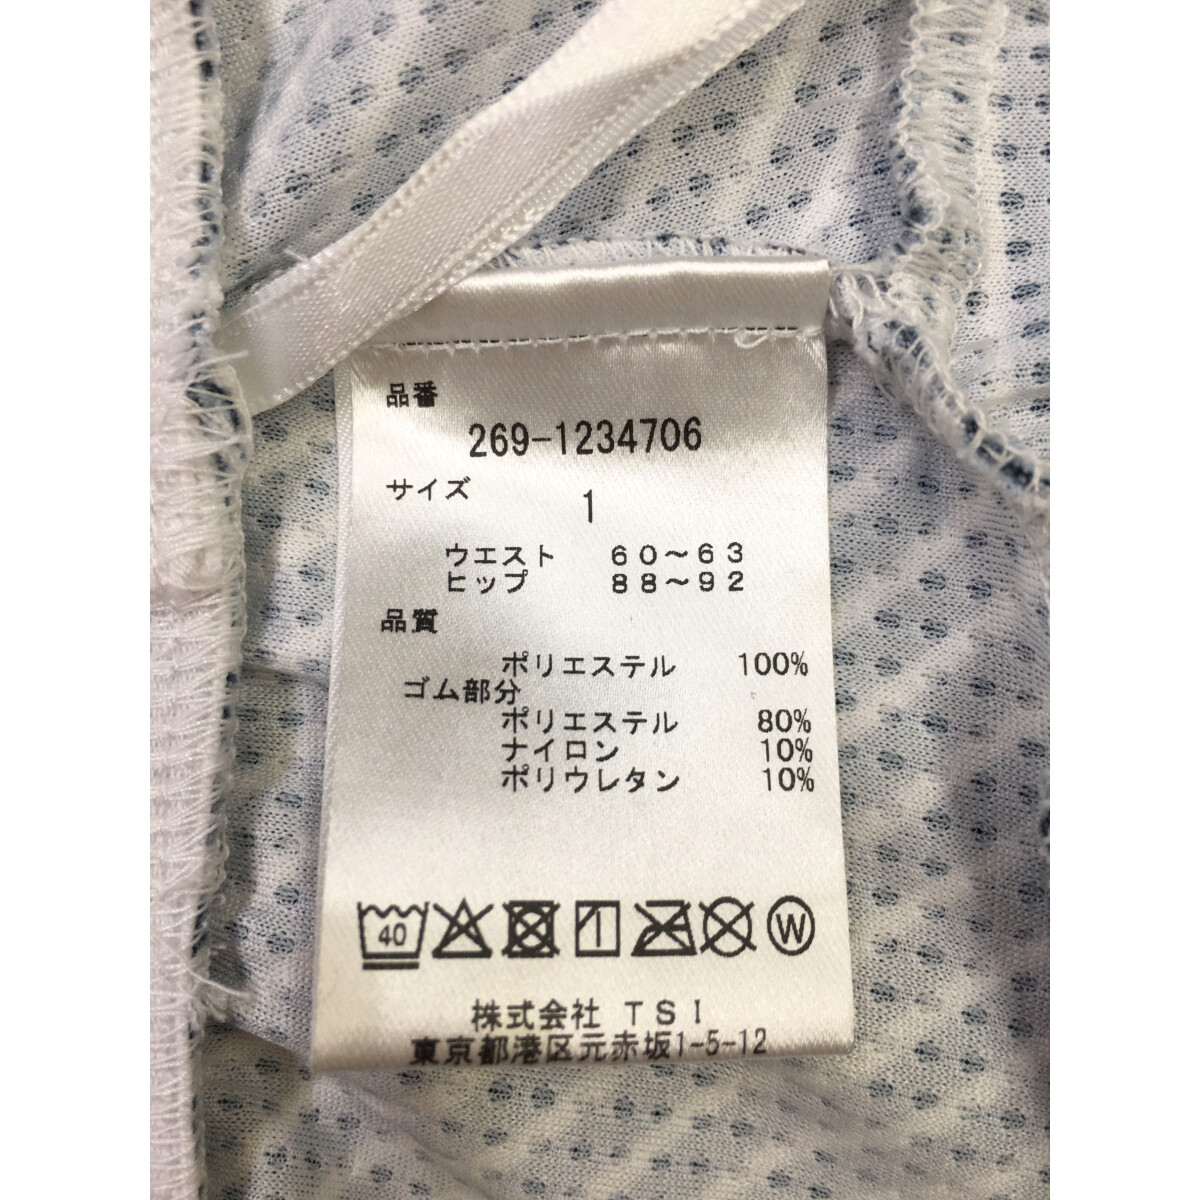 品番
269-1234706
サイズ
1
ウエスト 60～63
ヒップ 88～92
品質
ポリエステル 100%
ゴム部分
ポリエステル 80%
ナイロン 10%
ポリウレタン 10%
40 W
株式会社 TSI
東京都港区元赤坂1-5-12